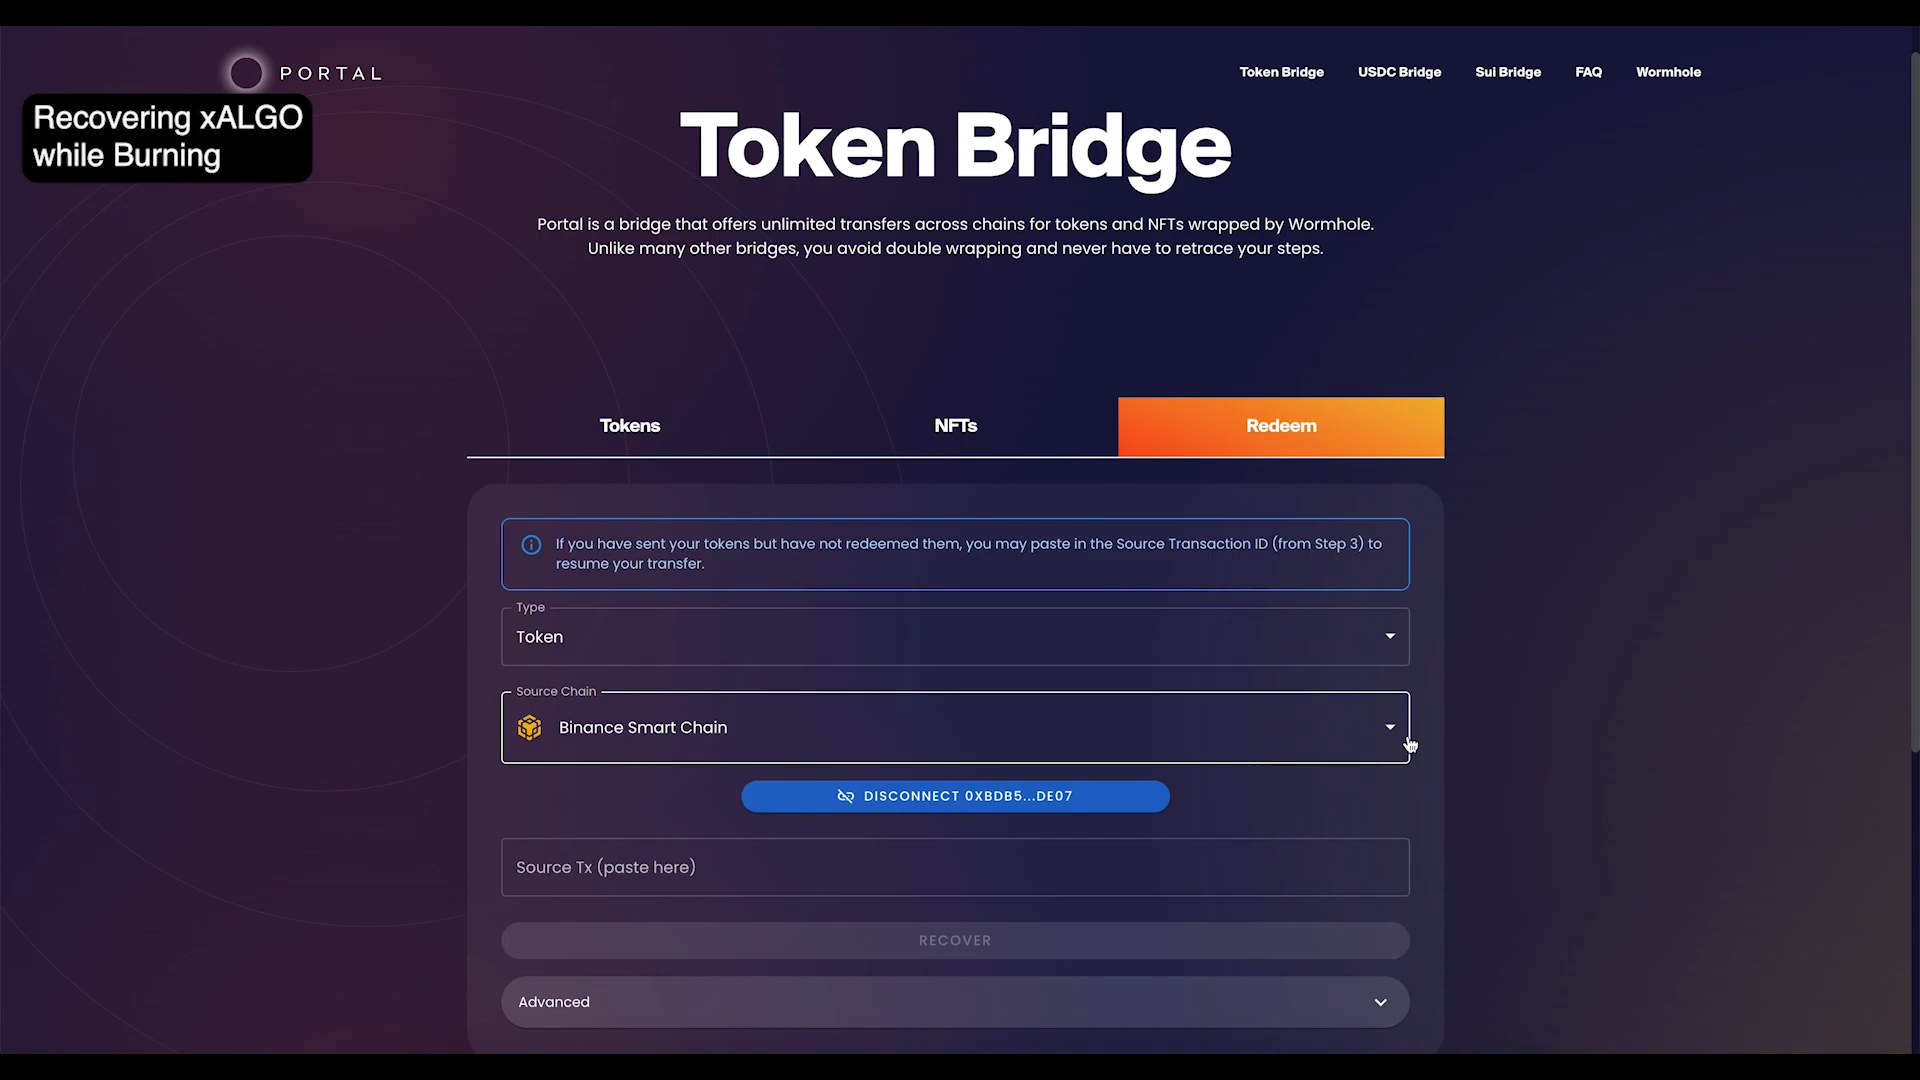 PORTAL
Token Bridge
USDC Bridge
Sui Bridge
FAQ
Wormhole
Recovering xALGO
while Burning
Token Bridge
Portal is a bridge that offers unlimited transfers across chains for tokens and NFTs wrapped by Wormhole.
Unlike many other bridges, you avoid double wrapping and never have to retrace your steps.
Tokens
NFTs
Redeem
If you have sent your tokens but have not redeemed them, you may paste in the Source Transaction ID (from Step 3) to
resume your transfer.
Type
Token
Source Chain
Binance Smart Chain
DISCONNECT 0XBDB5...DE07
Source Tx (paste here)
RECOVER
Advanced